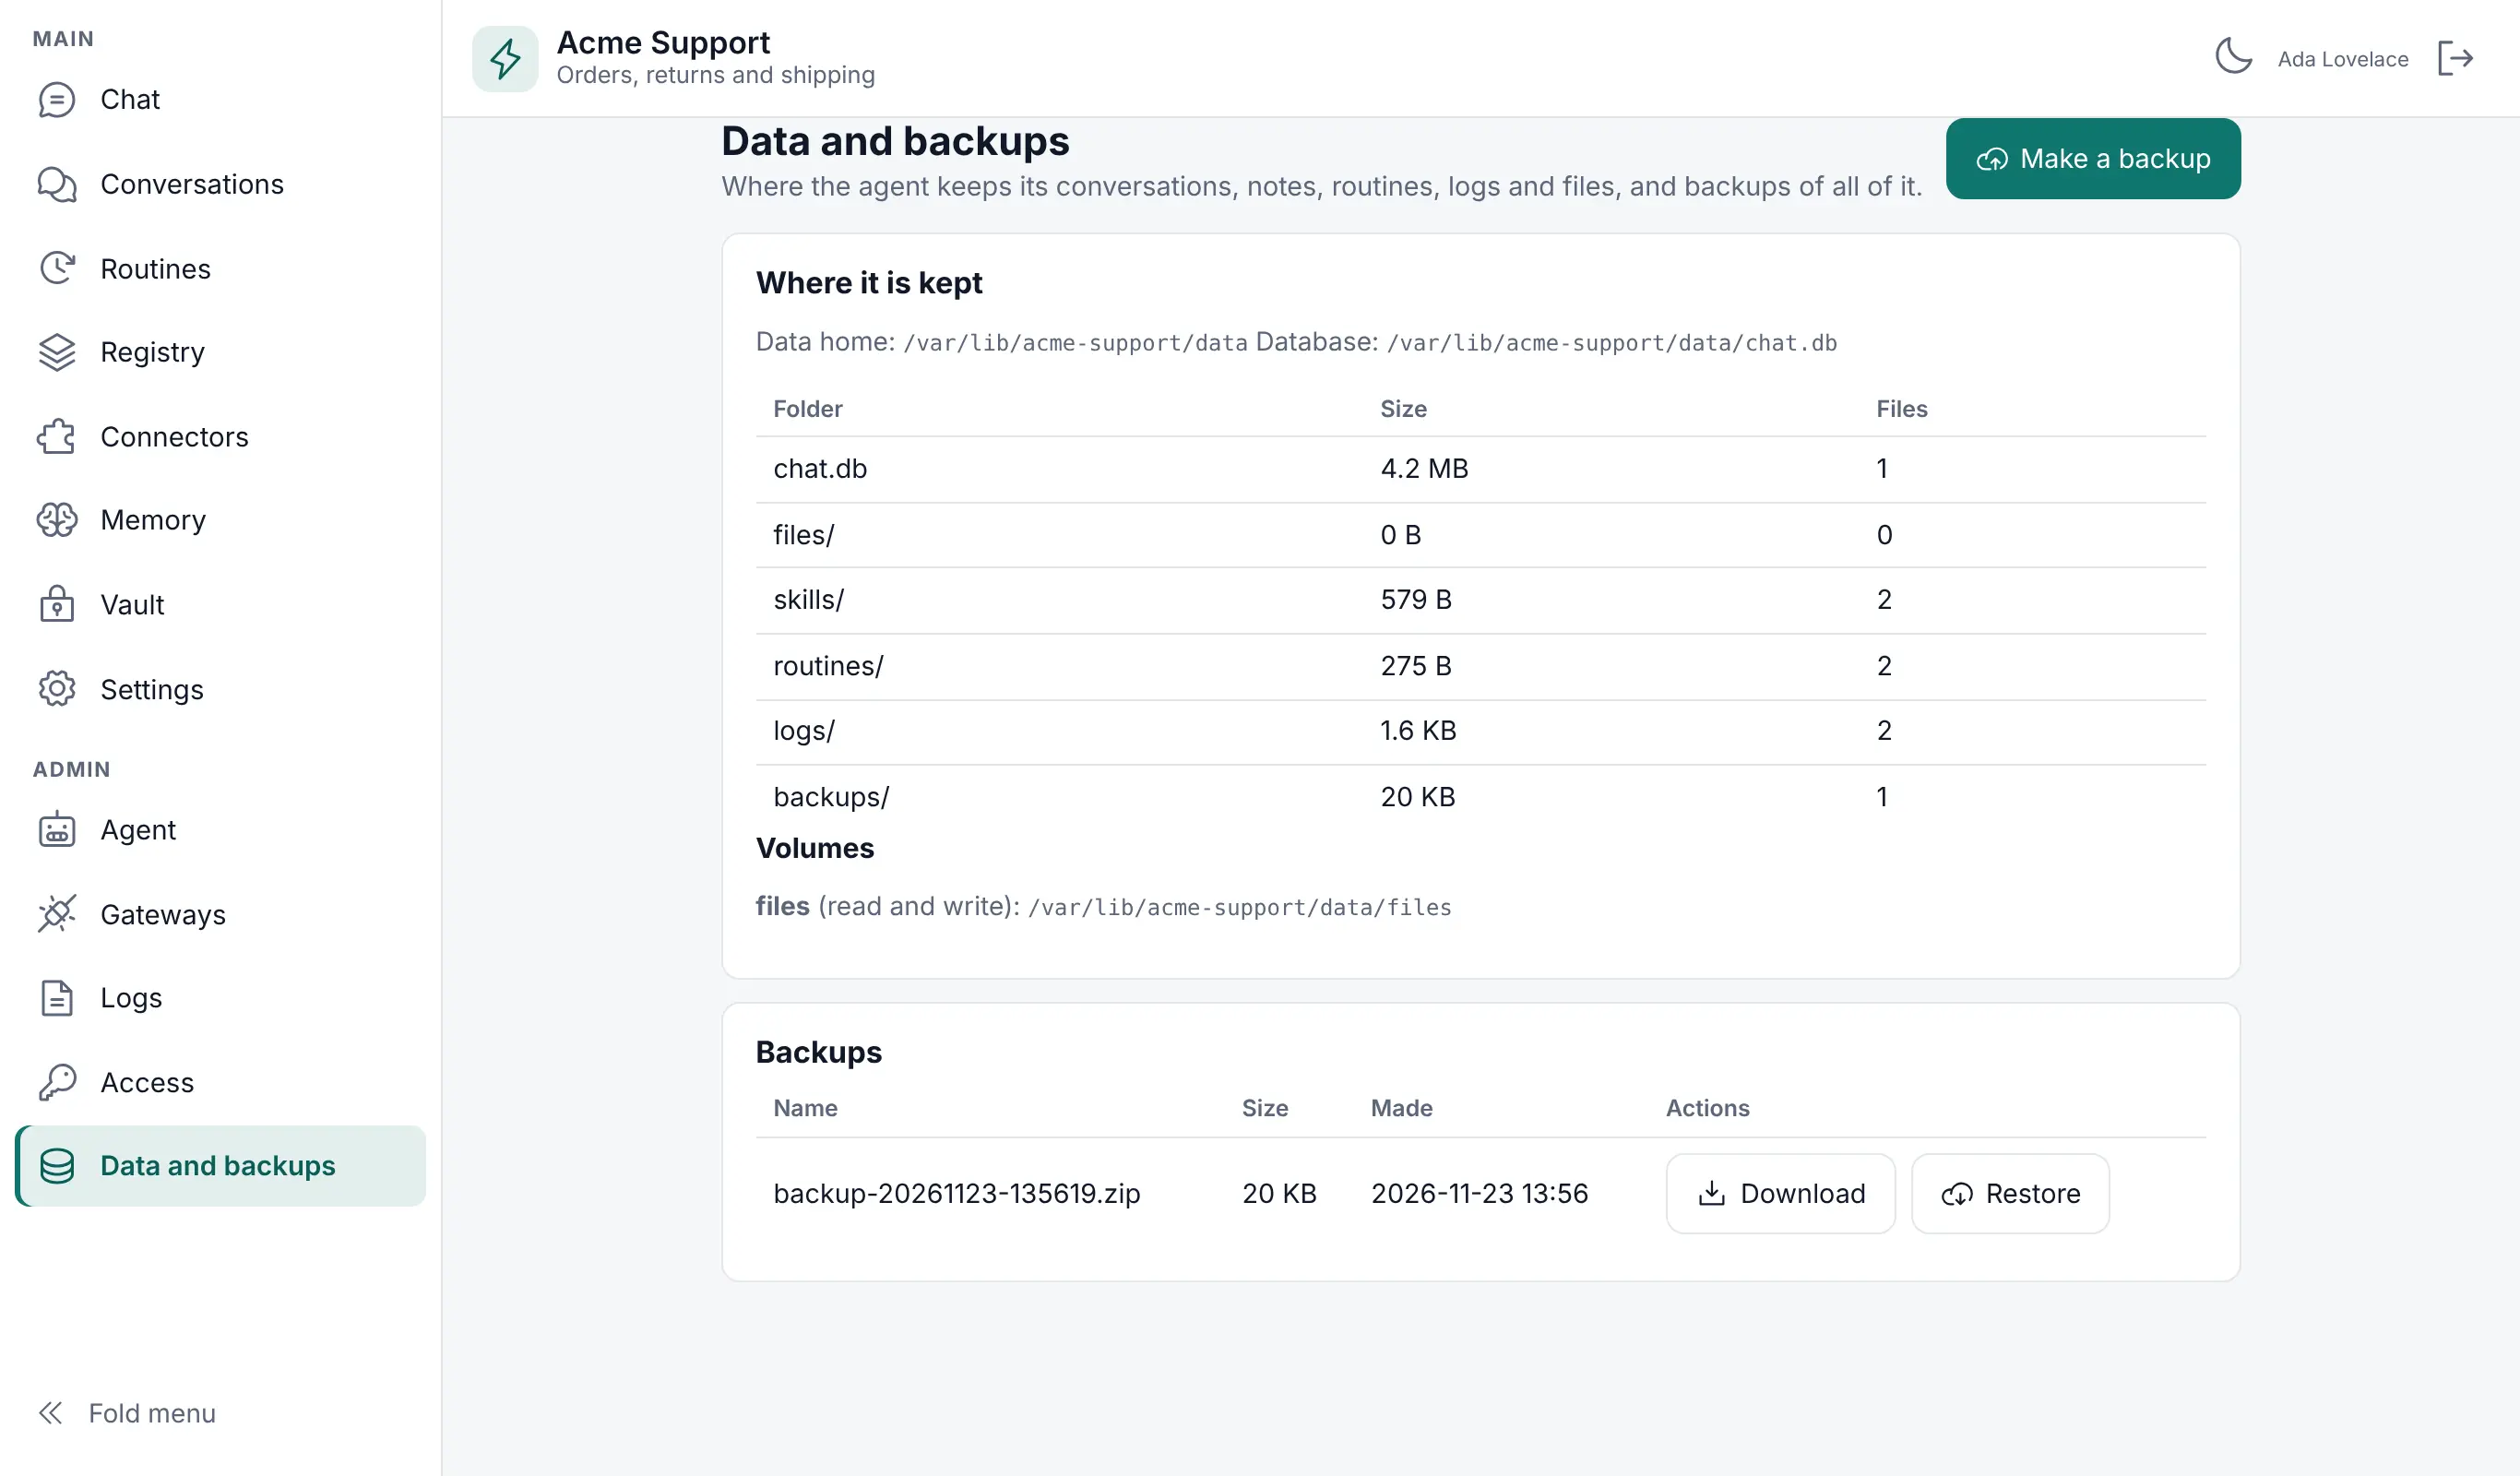 MAIN
Chat
Conversations
Routines
Registry
Connectors
Memory
Vault
Settings
ADMIN
Agent
Gateways
Logs
Access
Data and backups
Fold menu
Acme Support
Orders, returns and shipping
Ada Lovelace
Data and backups
Where the agent keeps its conversations, notes, routines, logs and files, and backups of all of it.
Make a backup
Where it is kept
Data home: /var/lib/acme-support/data Database: /var/lib/acme-support/data/chat.db
Folder Size Files
chat.db 4.2 MB 1
files/ 0 B 0
skills/ 579 B 2
routines/ 275 B 2
logs/ 1.6 KB 2
backups/ 20 KB 1
Volumes
files (read and write): /var/lib/acme-support/data/files
Backups
Name Size Made Actions
backup-20261123-135619.zip 20 KB 2026-11-23 13:56 Download Restore